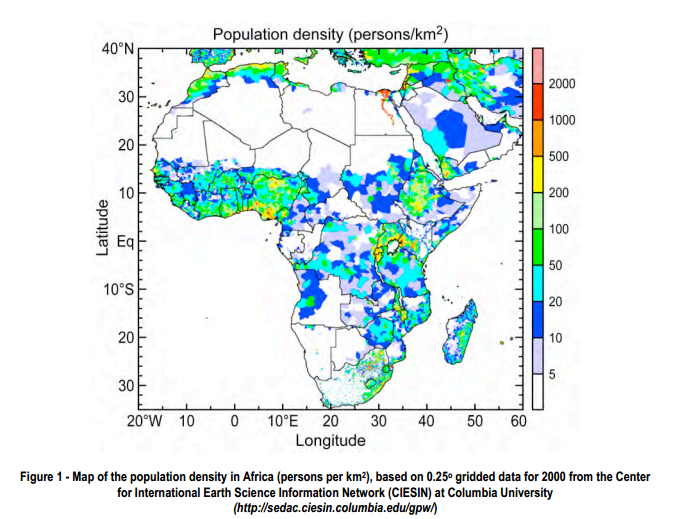 Population density (persons/km²)
40°N
30
20
10
Eq
10°S
20
30
Latitude
20°W 10 0 10°E 20 30 40 50 60
Longitude
2000
1000
500
200
100
50
20
10
5
Figure 1 - Map of the population density in Africa (persons per km²), based on 0.25º gridded data for 2000 from the Center
for International Earth Science Information Network (CIESIN) at Columbia University
(http://sedac.ciesin.columbia.edu/gpw/)